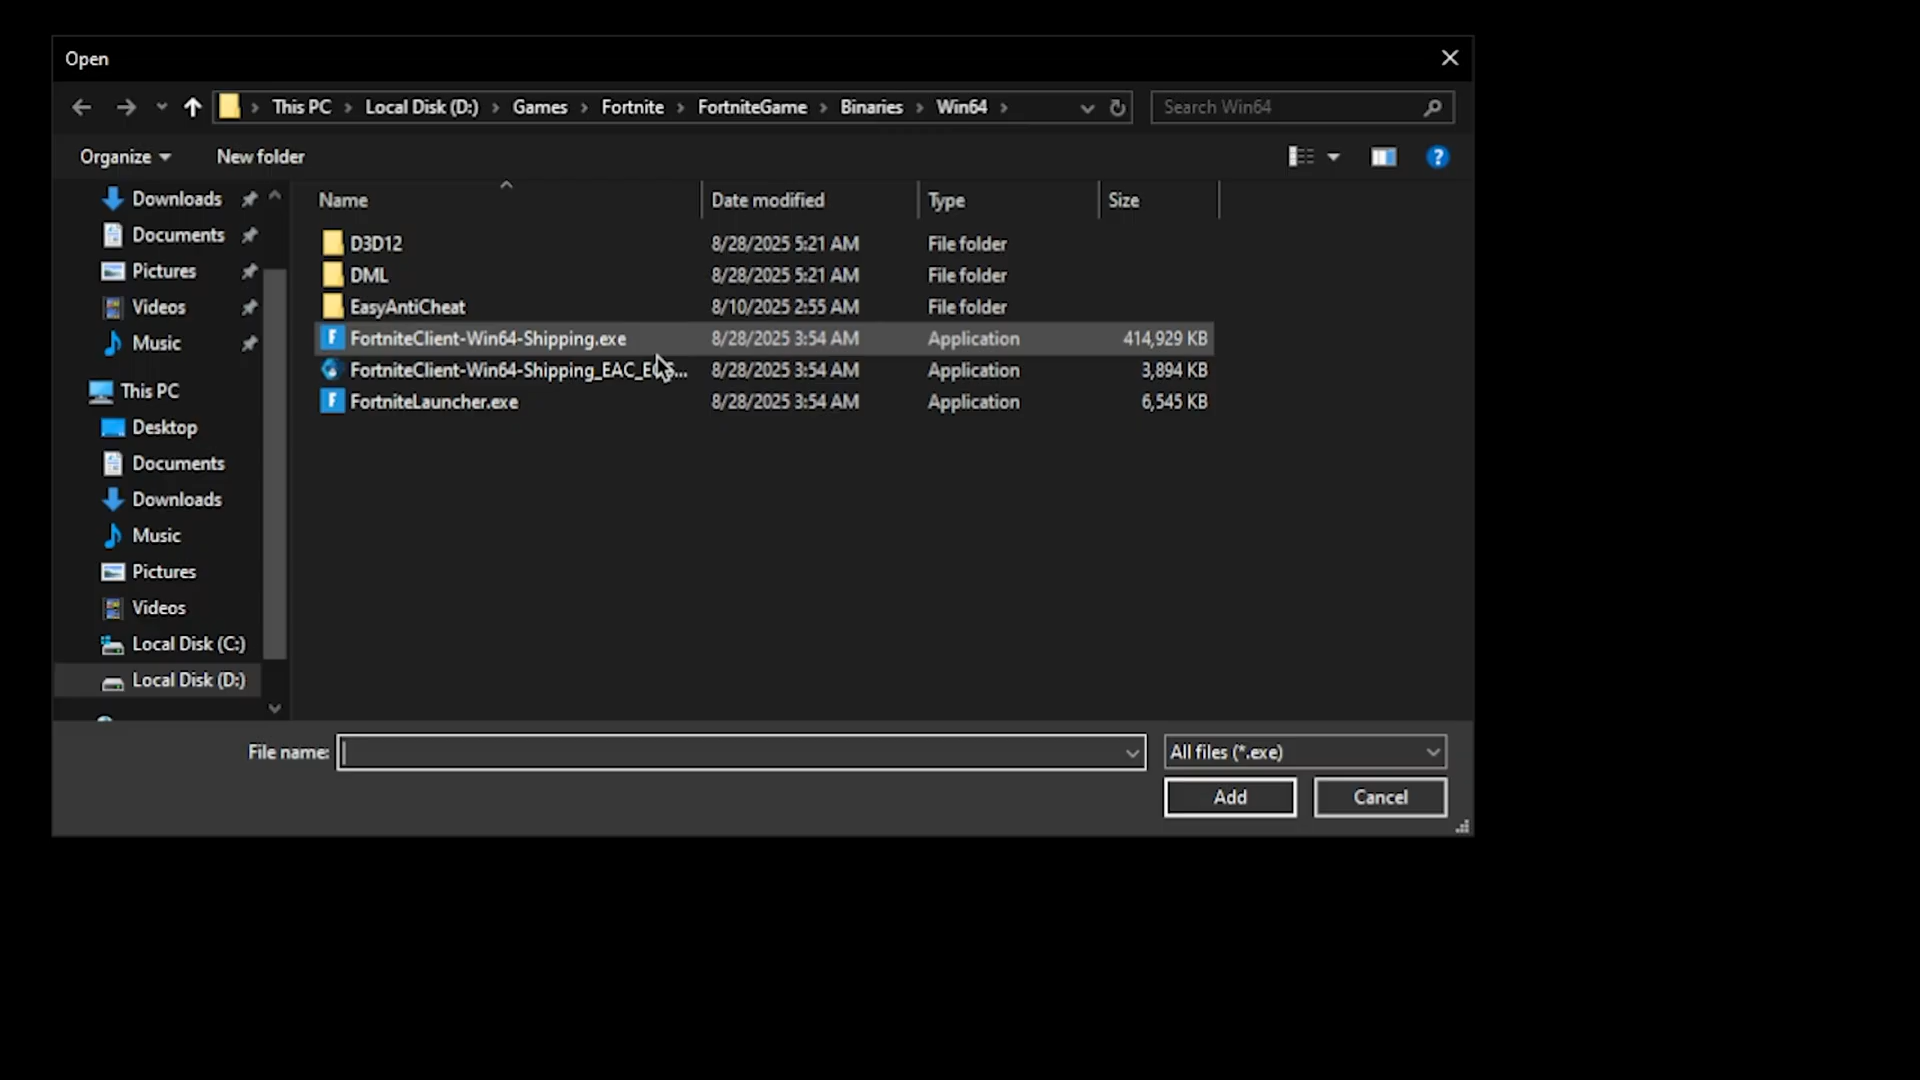 Open
This PC > Local Disk (D:) > Games > Fortnite > FortniteGame > Binaries > Win64 >
Search Win64
Organize
New folder
Name
Date modified
Type
Size
D3D12 8/28/2025 5:21 AM File folder
DML 8/28/2025 5:21 AM File folder
EasyAntiCheat 8/10/2025 2:55 AM File folder
FortniteClient-Win64-Shipping.exe 8/28/2025 3:54 AM Application 414,929 KB
FortniteClient-Win64-Shipping_EAC_ 8/28/2025 3:54 AM Application 3,894 KB
FortniteLauncher.exe 8/28/2025 3:54 AM Application 6,545 KB
Downloads
Documents
Pictures
Videos
Music
This PC
Desktop
Documents
Downloads
Music
Pictures
Videos
Local Disk (C:)
Local Disk (D:)
File name:
All files (*.exe)
Add
Cancel